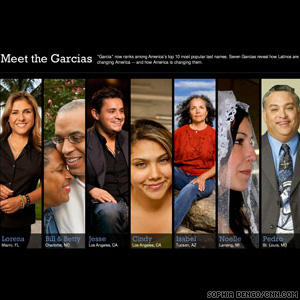 Meet the Garcias
"Garcia" now ranks among America's top 10 most popular last names. Seven Garcias reveal how Latinos are
changing America -- and how America is changing them.
Lorena
Miami, FL
Bill & Betty
Charlotte, NC
Jesse
Los Angeles, CA
Cindy
Los Angeles, CA
Isabel
Tucson, AZ
Noelle
Lansing, MI
Pedro
St. Louis, MO
SOPHIA DENGO/CNN.COM